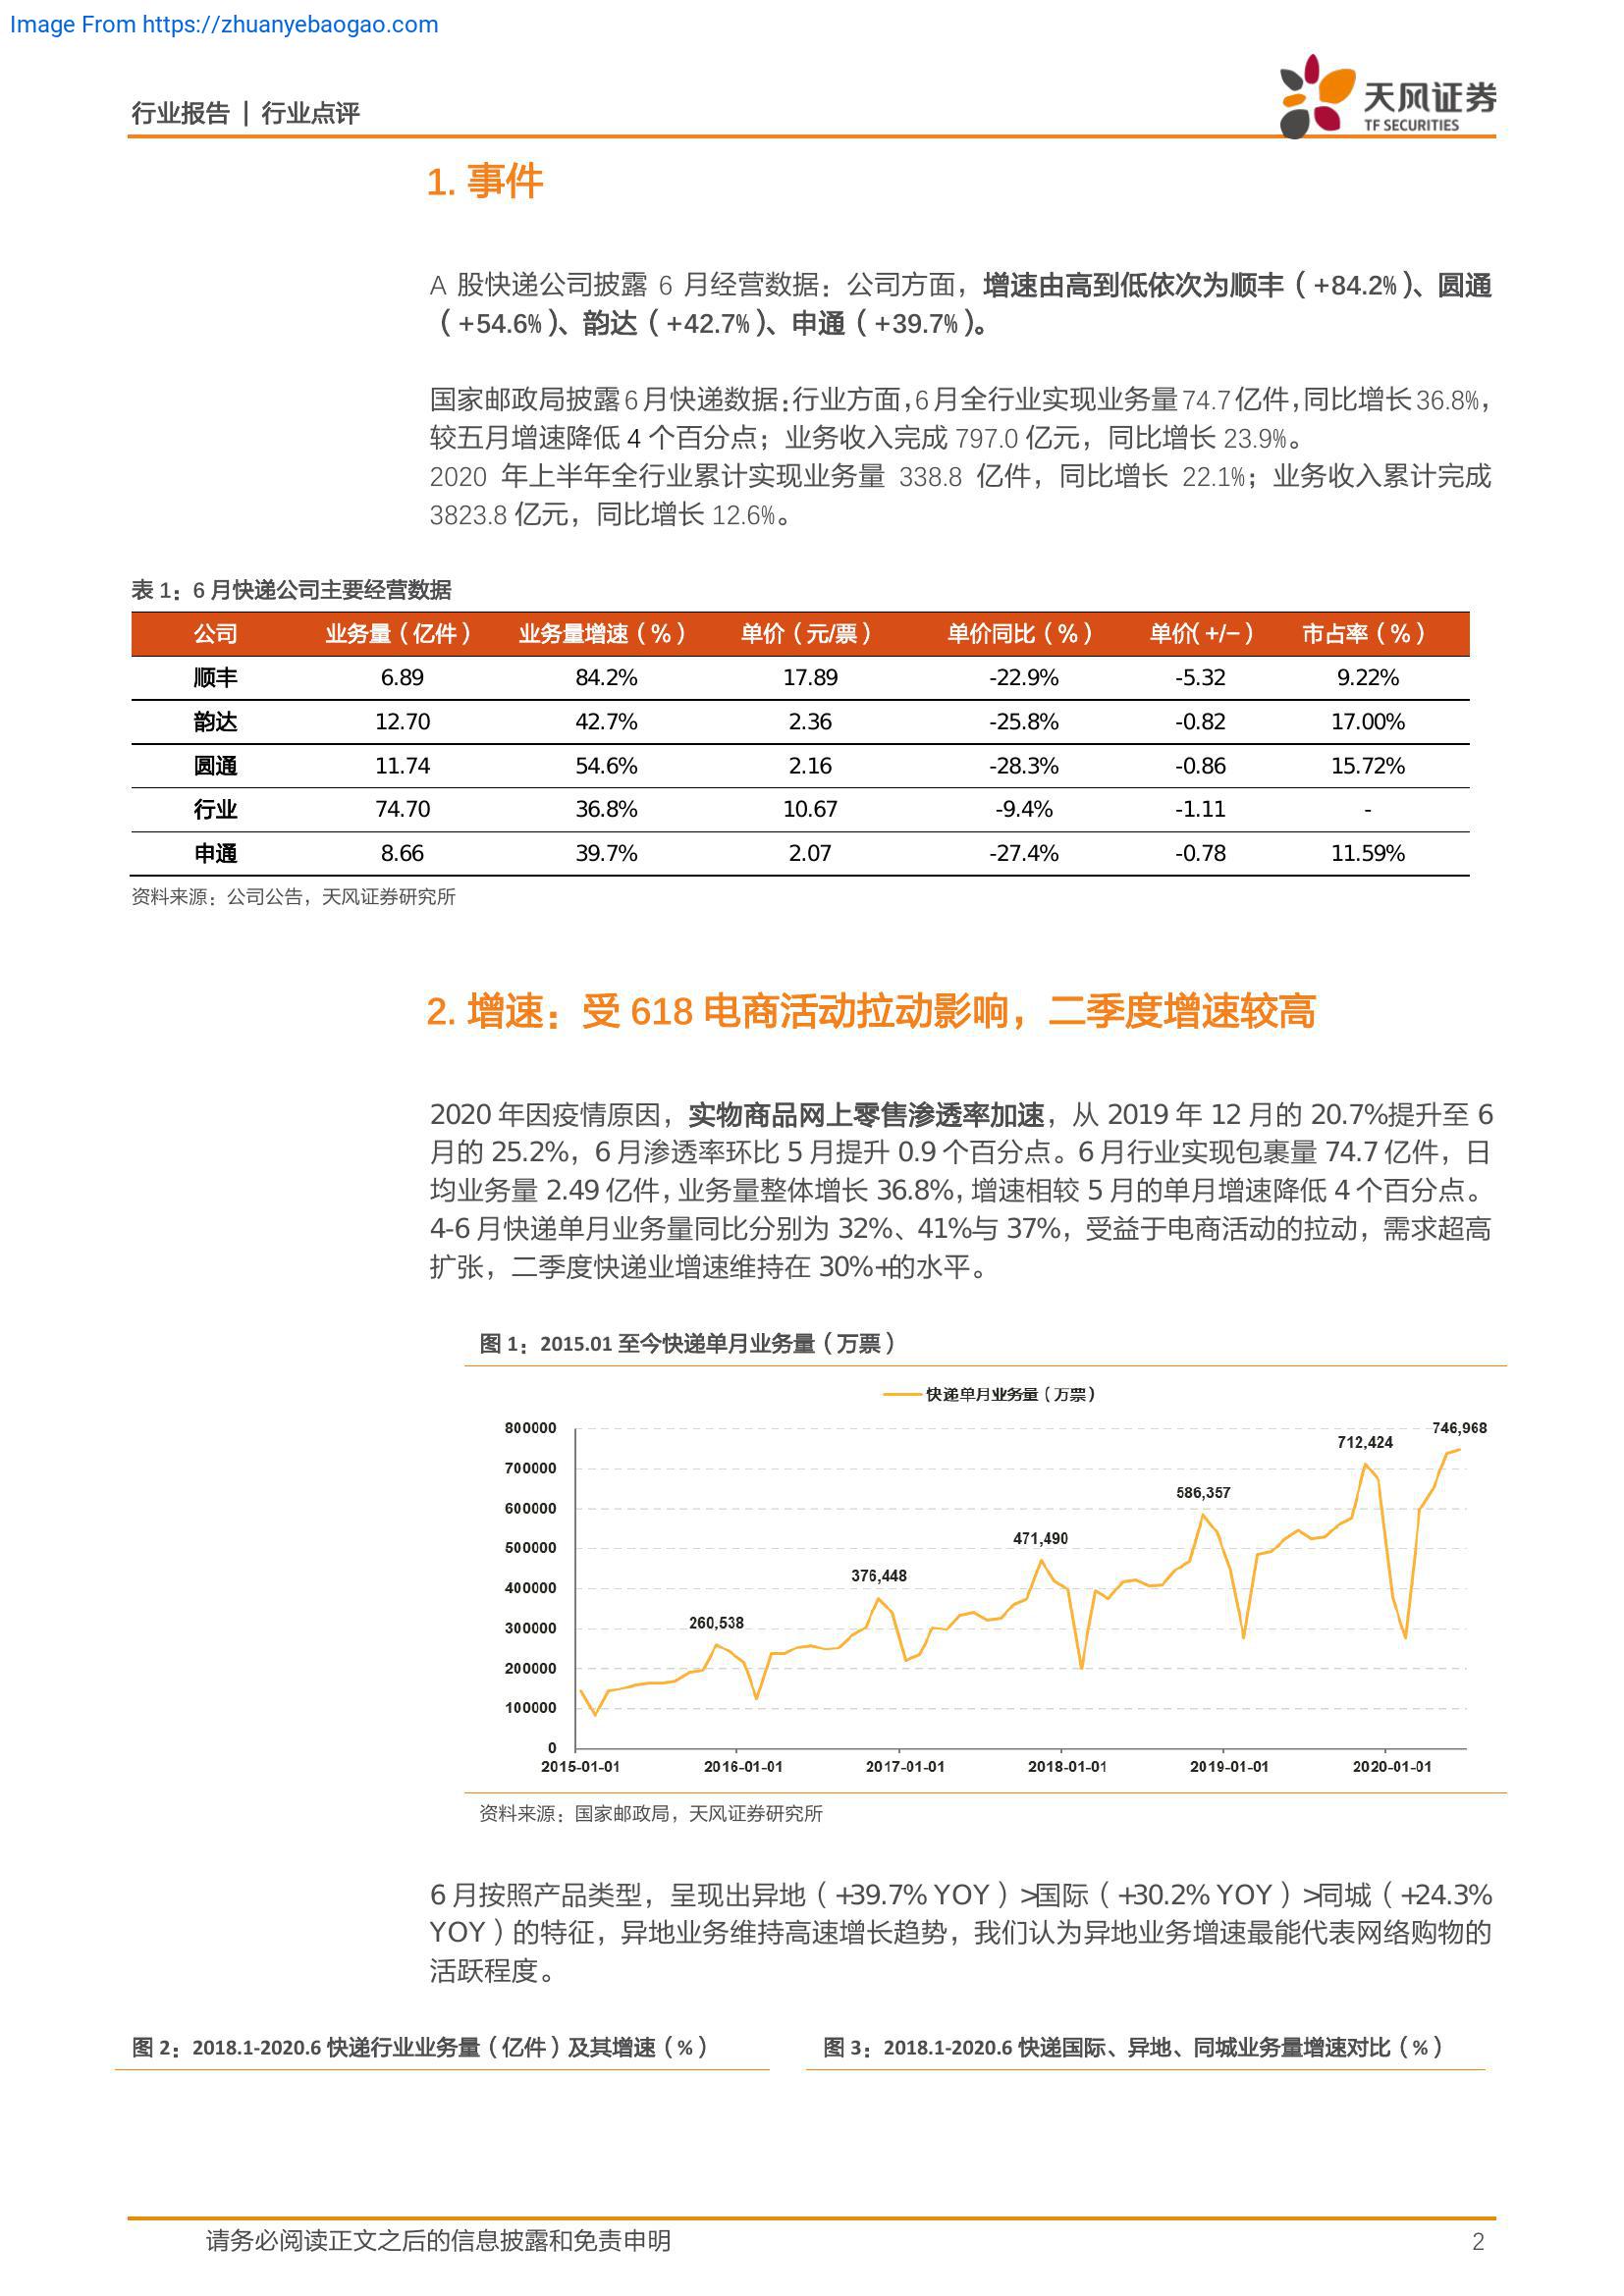 Image From https://zhuanyebaogao.com
行业报告 | 行业点评
天风证券
TF SECURITIES
1. 事件
A 股快递公司披露 6 月经营数据：公司方面，增速由高到低依次为顺丰（+84.2%）、圆通
（+54.6%）、韵达（+42.7%）、申通（+39.7%）。
国家邮政局披露 6 月快递数据：行业方面，6 月全行业实现业务量 74.7 亿件，同比增长 36.8%，
较五月增速降低 4 个百分点；业务收入完成 797.0 亿元，同比增长 23.9%。
2020 年上半年全行业累计实现业务量 338.8 亿件，同比增长 22.1%；业务收入累计完成
3823.8 亿元，同比增长 12.6%。
表 1：6 月快递公司主要经营数据
公司 业务量（亿件） 业务量增速（%） 单价（元/票） 单价同比（%） 单价（+/-） 市占率（%）
顺丰 6.89 84.2% 17.89 -22.9% -5.32 9.22%
韵达 12.70 42.7% 2.36 -25.8% -0.82 17.00%
圆通 11.74 54.6% 2.16 -28.3% -0.86 15.72%
行业 74.70 36.8% 10.67 -9.4% -1.11 -
申通 8.66 39.7% 2.07 -27.4% -0.78 11.59%
资料来源：公司公告，天风证券研究所
2. 增速：受 618 电商活动拉动影响，二季度增速较高
2020 年因疫情原因，实物商品网上零售渗透率加速，从 2019 年 12 月的 20.7%提升至 6
月的 25.2%，6 月渗透率环比 5 月提升 0.9 个百分点。6 月行业实现包裹量 74.7 亿件，日
均业务量 2.49 亿件，业务量整体增长 36.8%，增速相较 5 月的单月增速降低 4 个百分点。
4-6 月快递单月业务量同比分别为 32%、41%与 37%，受益于电商活动的拉动，需求超高
扩张，二季度快递业增速维持在 30%+的水平。
图 1：2015.01 至今快递单月业务量（万票）
快递单月业务量（万票）
800000
700000
600000
500000
400000
300000
200000
100000
0
260,538
376,448
471,490
586,357
712,424
746,968
2015-01-01 2016-01-01 2017-01-01 2018-01-01 2019-01-01 2020-01-01
资料来源：国家邮政局，天风证券研究所
6 月按照产品类型，呈现出异地（+39.7% YOY）>国际（+30.2% YOY）>同城（+24.3%
YOY）的特征，异地业务维持高速增长趋势，我们认为异地业务增速最能代表网络购物的
活跃程度。
图 2：2018.1-2020.6 快递行业业务量（亿件）及其增速（%）
图 3：2018.1-2020.6 快递国际、异地、同城业务量增速对比（%）
请务必阅读正文之后的信息披露和免责申明
2